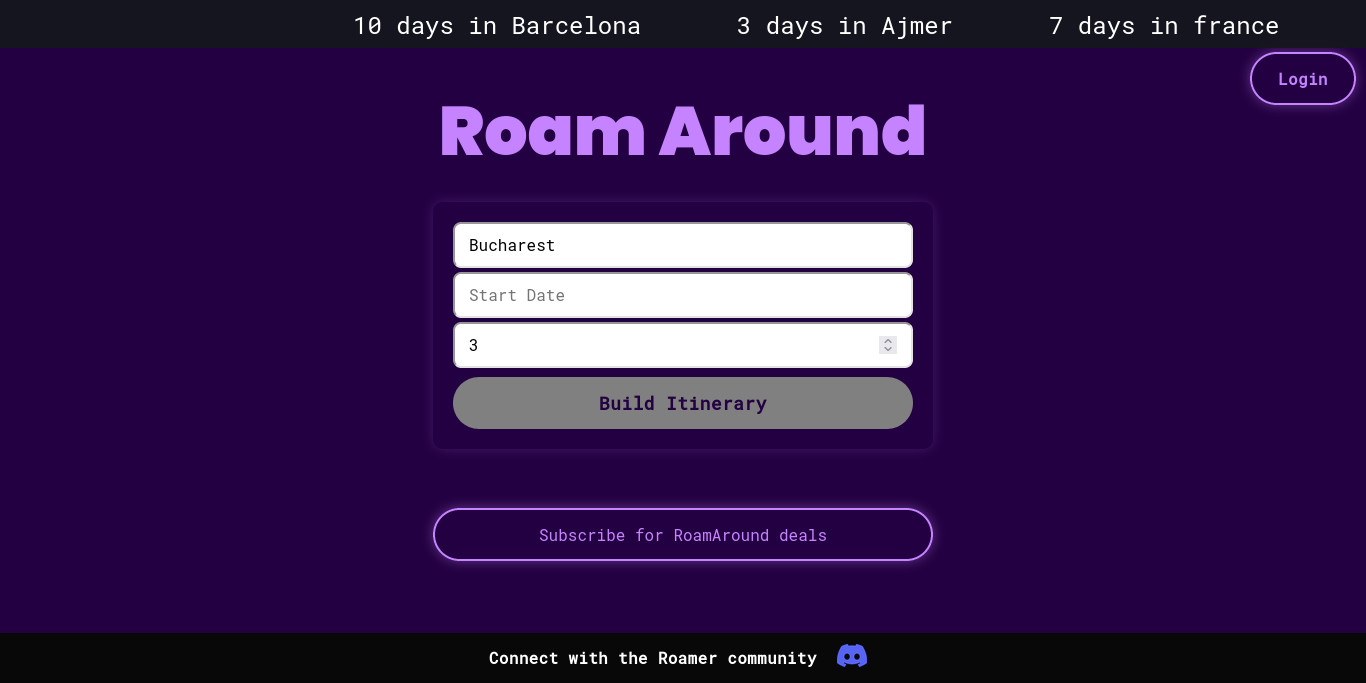 10 days in Barcelona 3 days in Ajmer 7 days in france
Login
Roam Around
Bucharest
Start Date
3
Build Itinerary
Subscribe for RoamAround deals
Connect with the Roamer community